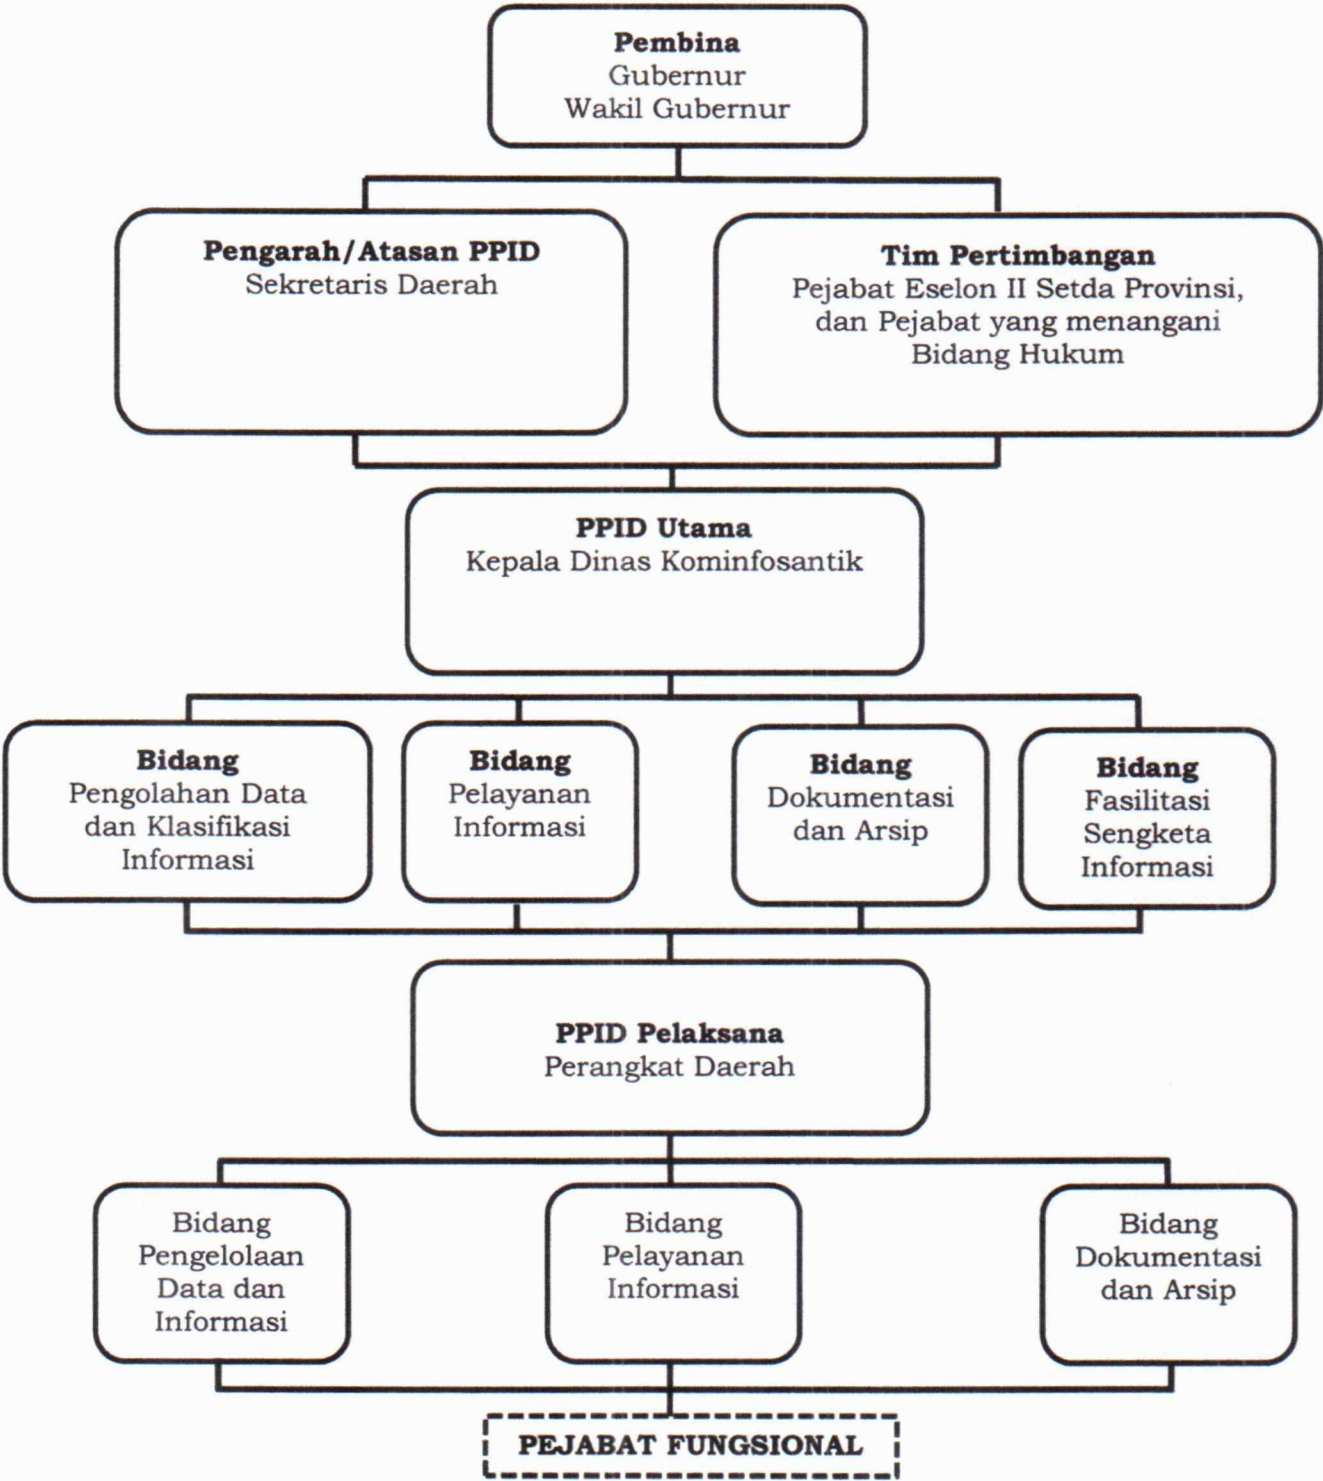 Pembina
Gubernur
Wakil Gubernur
Pengarah/Atasan PPID
Sekretaris Daerah
Tim Pertimbangan
Pejabat Eselon II Setda Provinsi,
dan Pejabat yang menangani
Bidang Hukum
PPID Utama
Kepala Dinas Kominfosantik
Bidang
Pengolahan Data
dan Klasifikasi
Informasi
Bidang
Pelayanan
Informasi
Bidang
Dokumentasi
dan Arsip
Bidang
Fasilitasi
Sengketa
Informasi
PPID Pelaksana
Perangkat Daerah
Bidang
Pengelolaan
Data dan
Informasi
Bidang
Pelayanan
Informasi
Bidang
Dokumentasi
dan Arsip
PEJABAT FUNGSIONAL